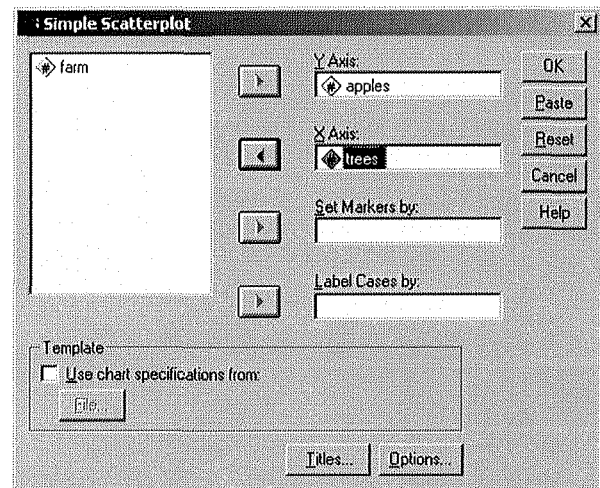 Simple Scatterplot
farm
Y Axis:
apples
X Axis:
trees
Set Markers by:
Label Cases by:
OK
Paste
Reset
Cancel
Help
Template
Use chart specifications from:
File...
Titles...
Options...